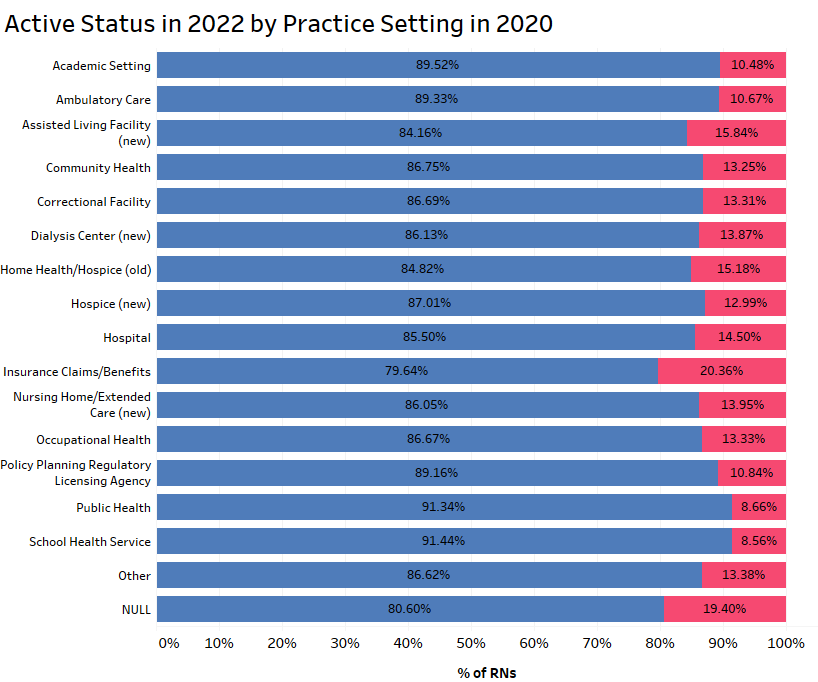 Active Status in 2022 by Practice Setting in 2020
Academic Setting 89.52% 10.48%
Ambulatory Care 89.33% 10.67%
Assisted Living Facility
(new) 84.16% 15.84%
Community Health 86.75% 13.25%
Correctional Facility 86.69% 13.31%
Dialysis Center (new) 86.13% 13.87%
Home Health/Hospice (old) 84.82% 15.18%
Hospice (new) 87.01% 12.99%
Hospital 85.50% 14.50%
Insurance Claims/Benefits 79.64% 20.36%
Nursing Home/Extended
Care (new) 86.05% 13.95%
Occupational Health 86.67% 13.33%
Policy Planning Regulatory
Licensing Agency 89.16% 10.84%
Public Health 91.34% 8.66%
School Health Service 91.44% 8.56%
Other 86.62% 13.38%
NULL 80.60% 19.40%
0% 10% 20% 30% 40% 50% 60% 70% 80% 90% 100%
% of RNs